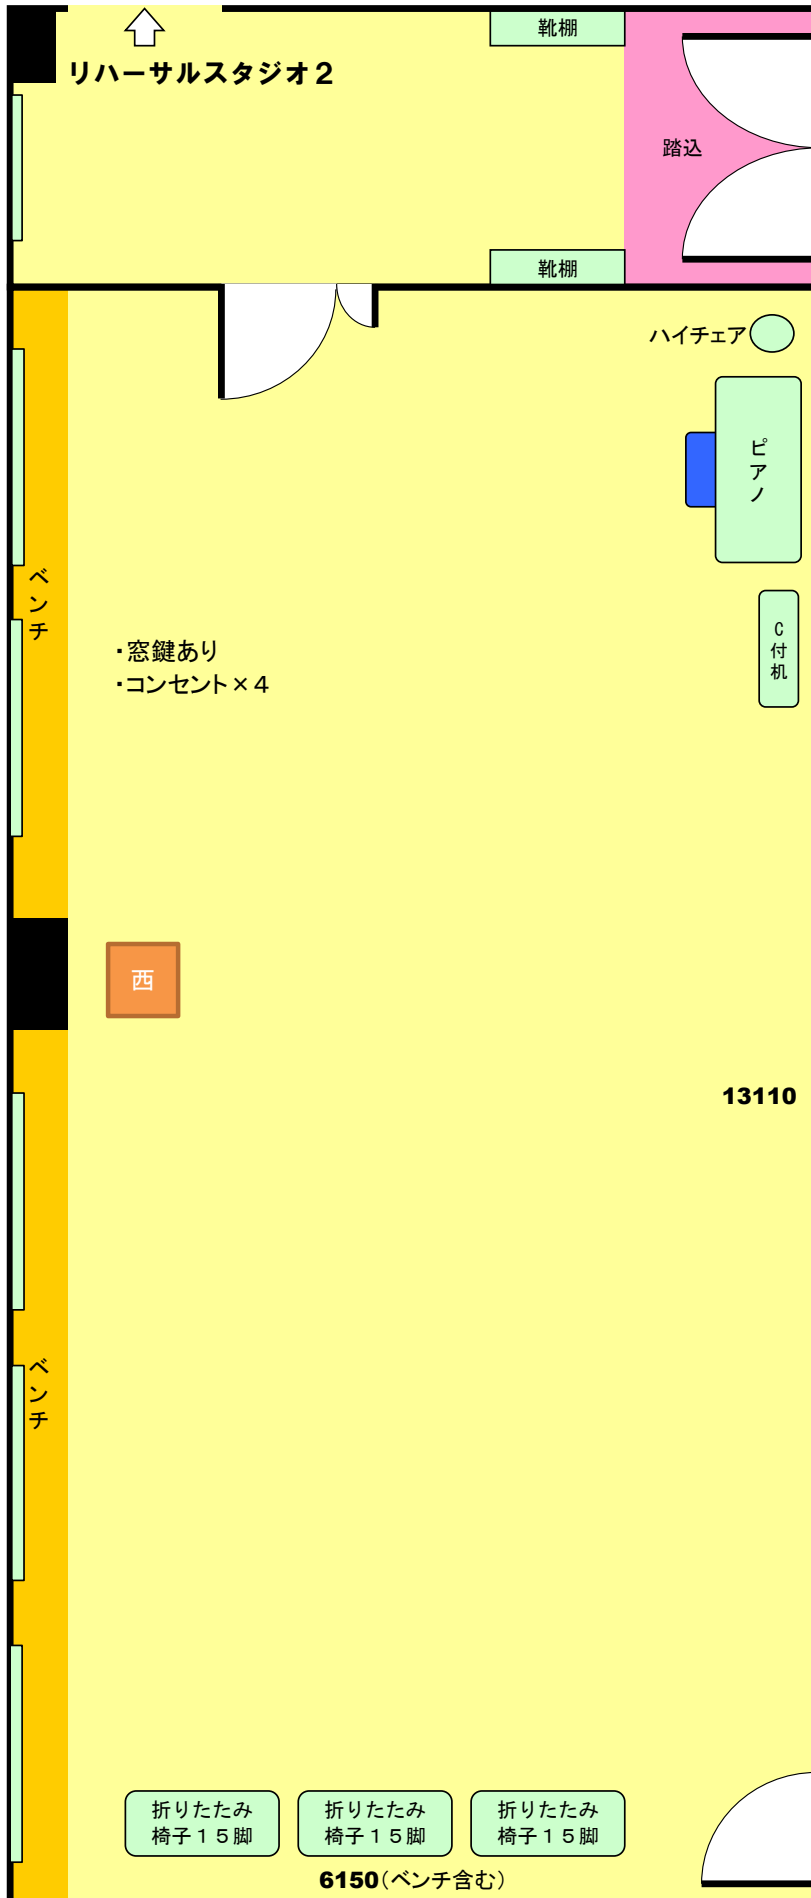 靴棚
リハーサルスタジオ２
踏込
靴棚
ハイチェア
ピアノ
ベンチ
C付机
・窓鍵あり
・コンセント×４
西
13110
ベンチ
折りたたみ
椅子１５脚
折りたたみ
椅子１５脚
折りたたみ
椅子１５脚
6150(ベンチ含む)